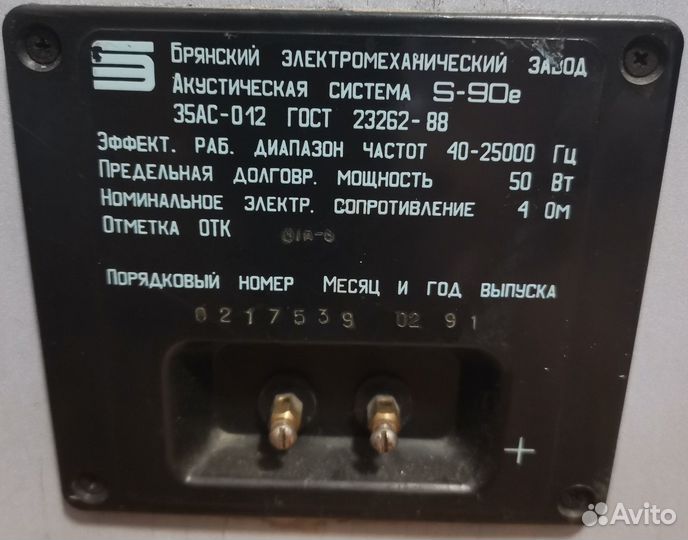 БРЯНСКИЙ ЭЛЕКТРОМЕХАНИЧЕСКИЙ ЗАВОД
АКУСТИЧЕСКАЯ СИСТЕМА S-90е
35АС-012 ГОСТ 23262-88
ЭФФЕКТ. РАБ. ДИАПАЗОН ЧАСТОТ 40-25000 Гц
ПРЕДЕЛЬНАЯ ДОЛГОВР. МОЩНОСТЬ 50 Вт
НОМИНАЛЬНОЕ ЭЛЕКТР. СОПРОТИВЛЕНИЕ 4 Ом
ОТМЕТКА ОТК
ПОРЯДКОВЫЙ НОМЕР МЕСЯЦ И ГОД ВЫПУСКА
0217539 02 91
+
Avito